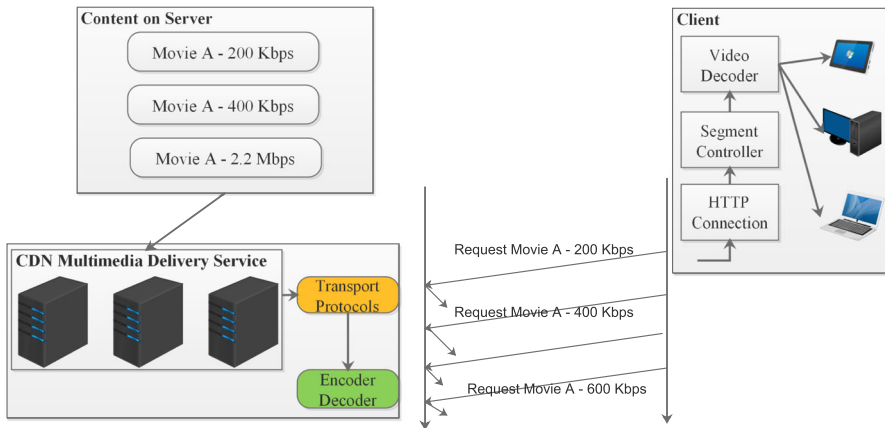 Content on Server
Movie A - 200 Kbps
Movie A - 400 Kbps
Movie A - 2.2 Mbps
CDN Multimedia Delivery Service
Transport
Protocols
Encoder
Decoder
Request Movie A - 200 Kbps
Request Movie A - 400 Kbps
Request Movie A - 600 Kbps
Client
Video
Decoder
Segment
Controller
HTTP
Connection